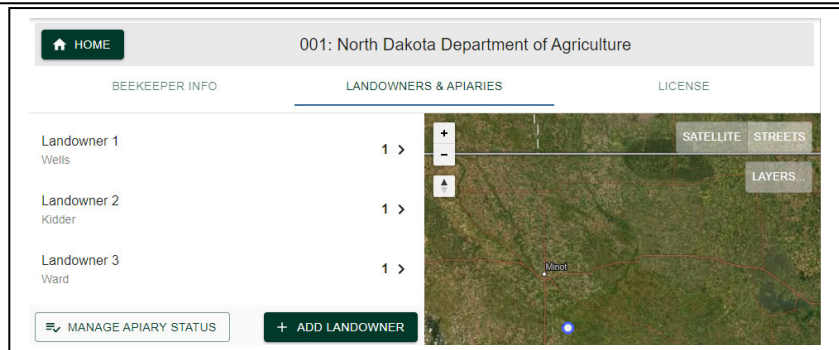 HOME
001: North Dakota Department of Agriculture
BEEKEEPER INFO
LANDOWNERS & APIARIES
LICENSE
Landowner 1
Wells
1 >
Landowner 2
Kidder
1 >
Landowner 3
Ward
1 >
MANAGE APIARY STATUS
+ ADD LANDOWNER
+
−
SATELLITE STREETS
LAYERS...
Minot